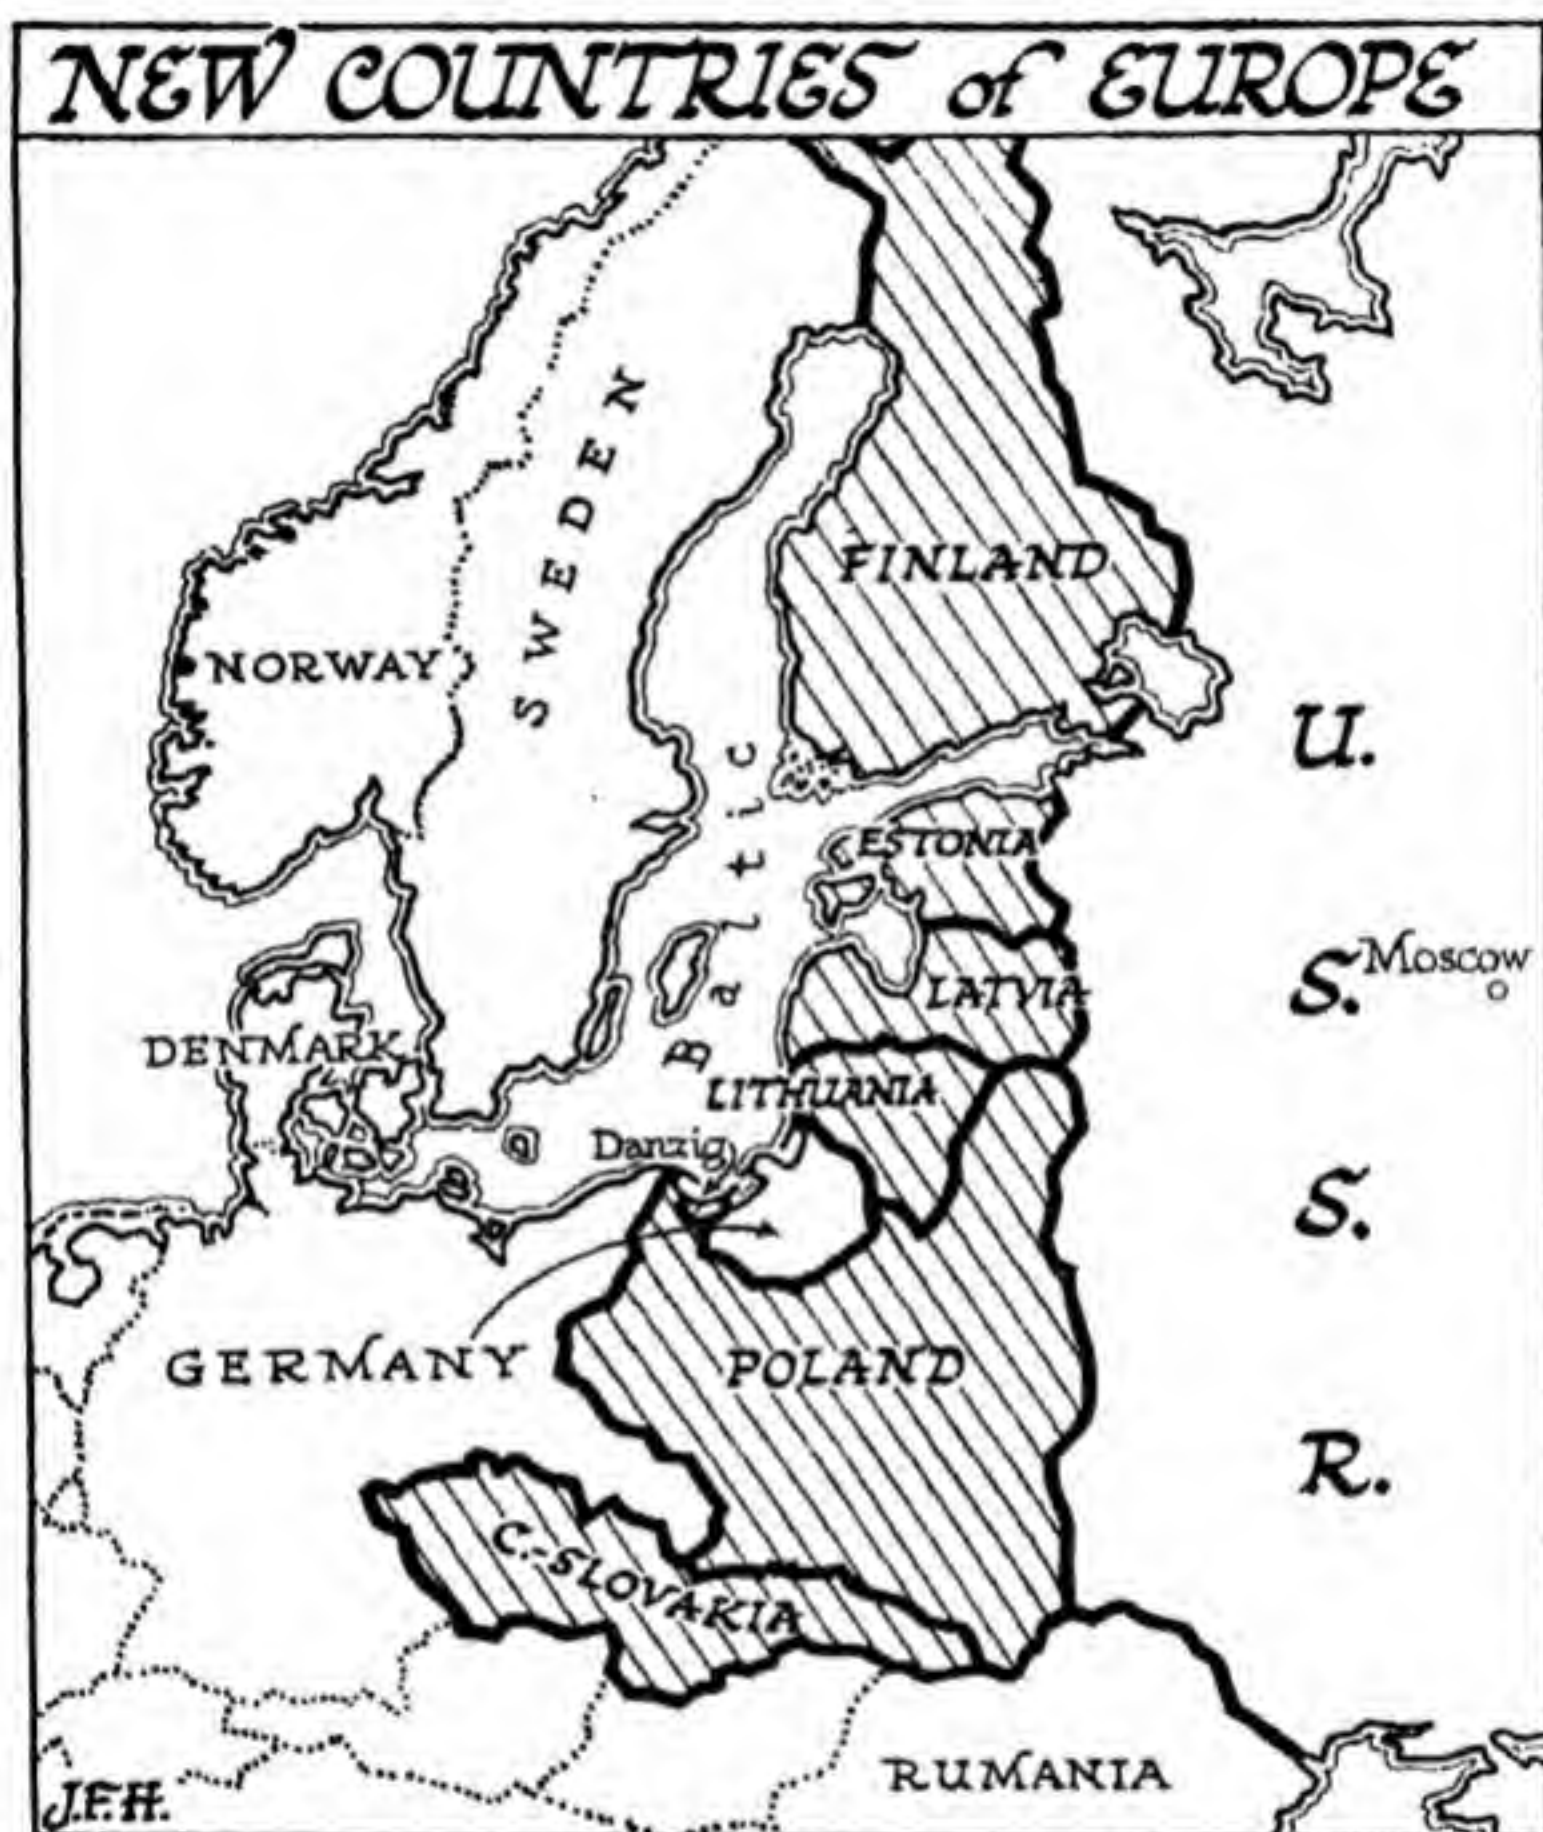 NEW COUNTRIES of EUROPE
SWEDEN
FINLAND
NORWAY
U.
Baltic
ESTONIA
S.
Moscow
LATVIA
DENMARK
LITHUANIA
Danzig
S.
GERMANY
POLAND
R.
C.-SLOVAKIA
RUMANIA
J.F.H.